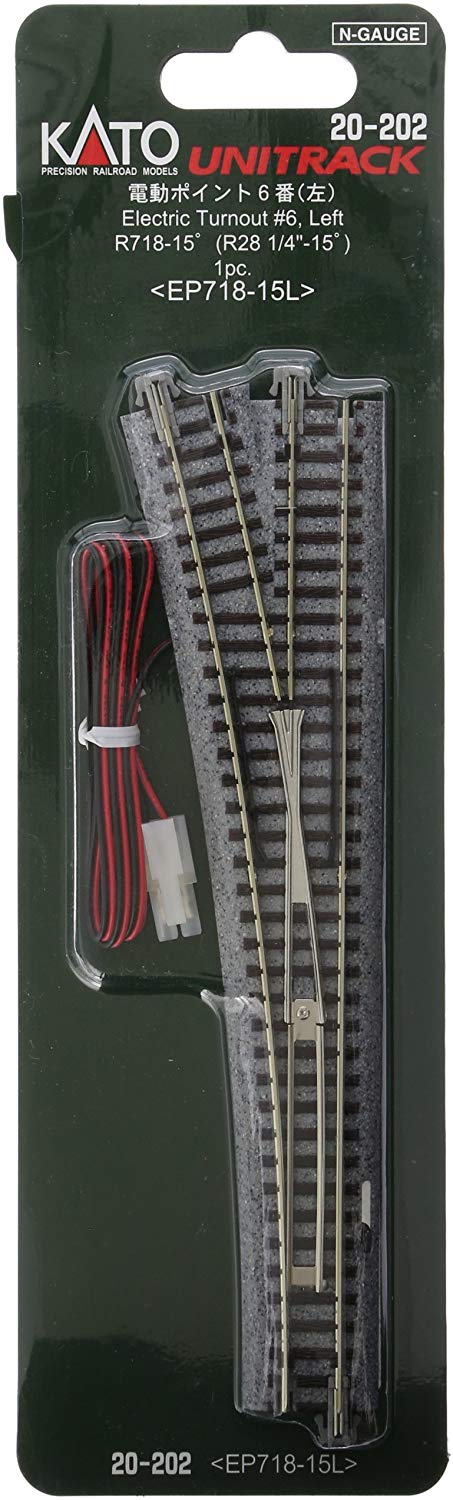 N-GAUGE
20-202
KATO UNITRACK
PRECISION RAILROAD MODELS
電動ポイント6番(左)
Electric Turnout #6, Left
R718-15° (R28 1/4"-15°)
1pc.
<EP718-15L>
20-202 <EP718-15L>